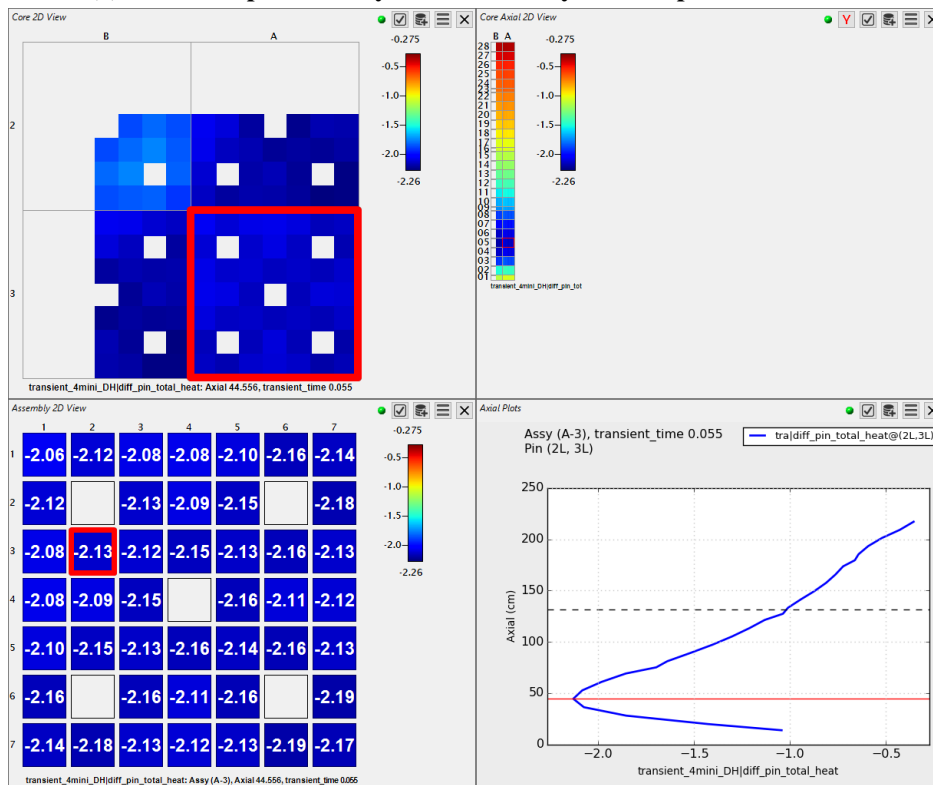 Core 2D View
B A
2
3
-0.275
-0.5
-1.0
-1.5
-2.0
-2.26
transient_4mini_DH|diff_pin_total_heat: Axial 44.556, transient_time 0.055
Core Axial 2D View
Y
B A
28
27
26
25
24
23
22
21
20
19
18
17
16
15
14
13
12
11
10
09
08
07
06
05
04
03
02
01
transient_4mini_DH|diff_pin_tot
-0.275
-0.5
-1.0
-1.5
-2.0
-2.26
Assembly 2D View
1 2 3 4 5 6 7
1 -2.06 -2.12 -2.08 -2.08 -2.10 -2.16 -2.14
2 -2.12 -2.13 -2.09 -2.15 -2.18
3 -2.08 -2.13 -2.12 -2.15 -2.13 -2.16 -2.13
4 -2.08 -2.09 -2.15 -2.16 -2.11 -2.12
5 -2.10 -2.15 -2.13 -2.16 -2.14 -2.16 -2.13
6 -2.16 -2.16 -2.11 -2.16 -2.19
7 -2.14 -2.18 -2.13 -2.12 -2.13 -2.19 -2.17
-0.275
-0.5
-1.0
-1.5
-2.0
-2.26
transient_4mini_DH|diff_pin_total_heat: Assy (A-3), Axial 44.556, transient_time 0.055
Axial Plots
Assy (A-3), transient_time 0.055
Pin (2L, 3L)
tra|diff_pin_total_heat@(2L,3L)
Axial (cm)
250
200
150
100
50
0
−2.0 −1.5 −1.0 −0.5
transient_4mini_DH|diff_pin_total_heat